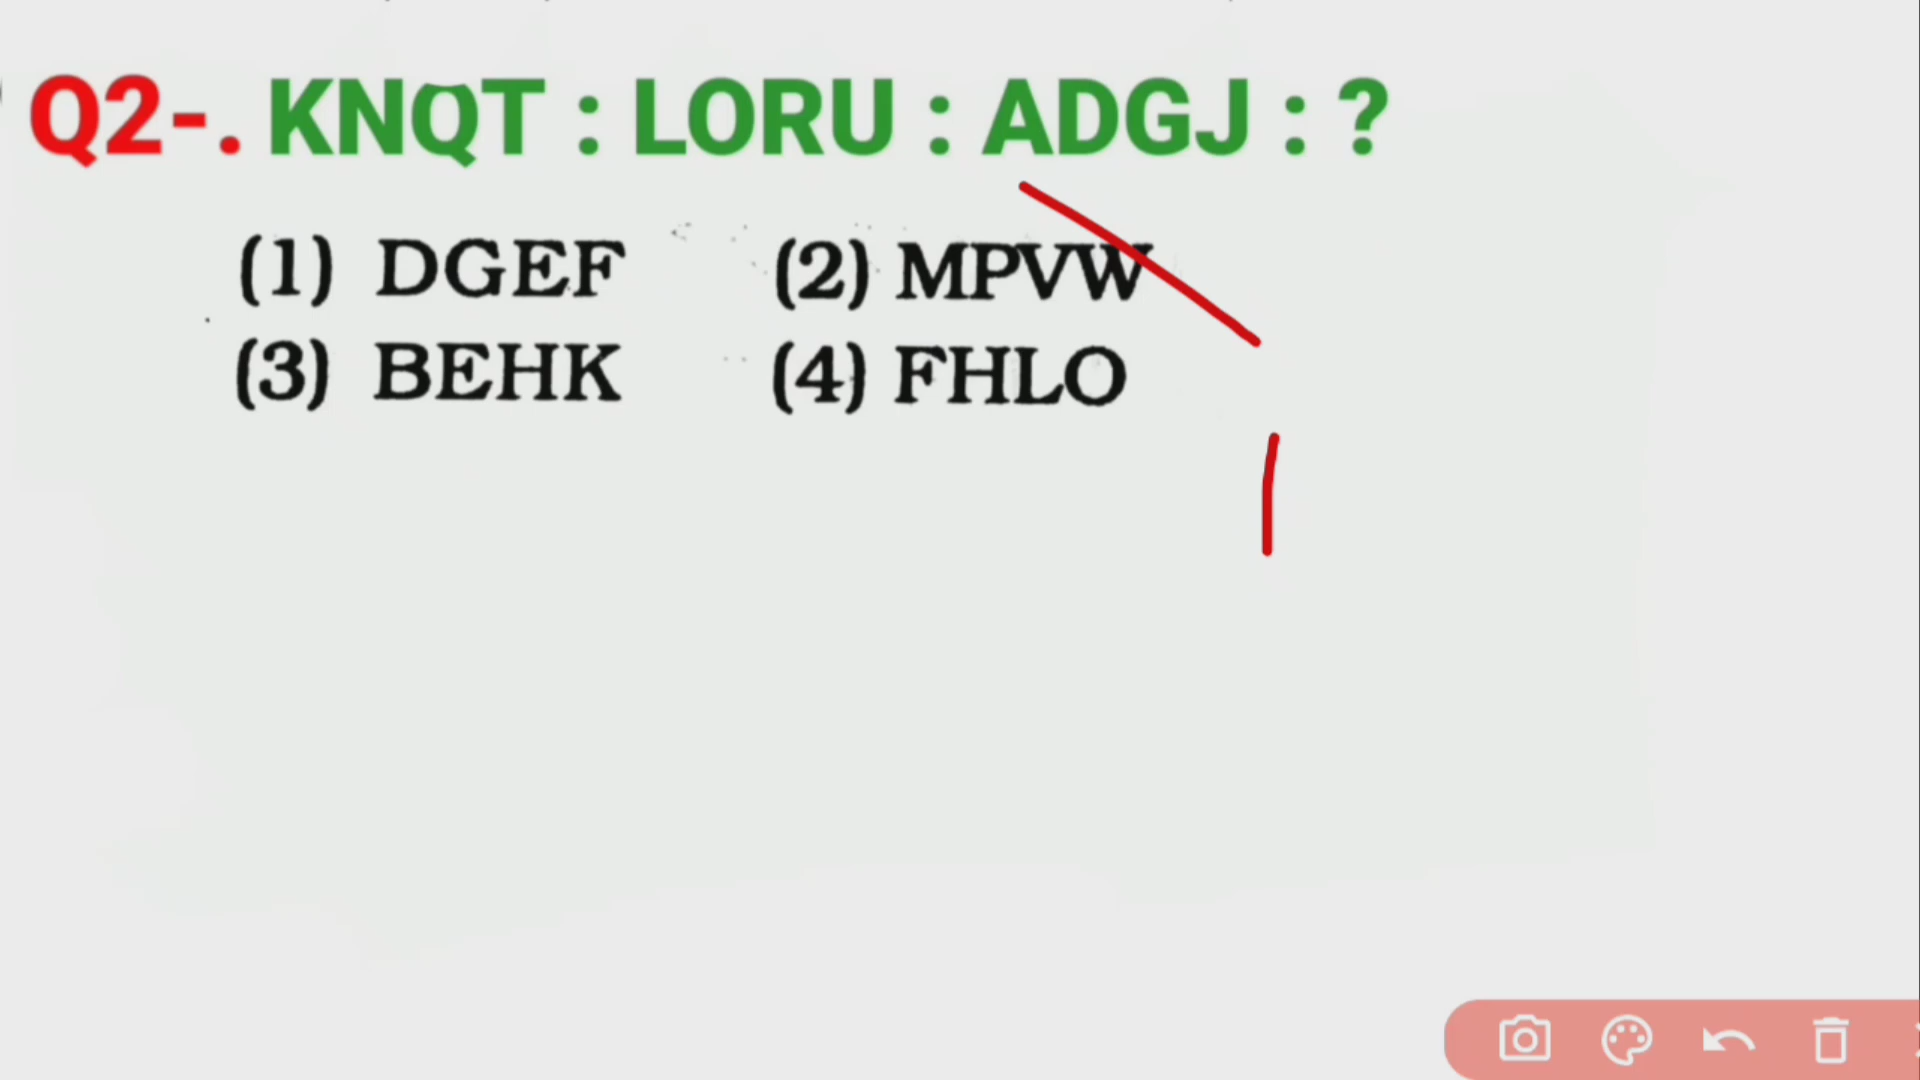 Q2-. KNQT : LORU : ADGJ : ?
(1) DGEF (2) MPVW
(3) BEHK (4) FHLO